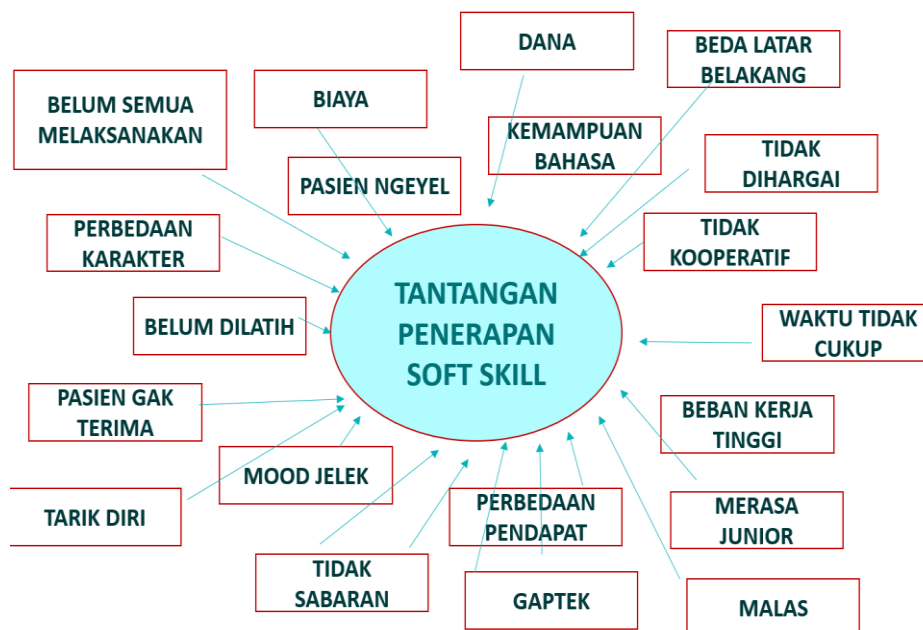 DANA
BEDA LATAR
BELAKANG
BELUM SEMUA
MELAKSANAKAN
BIAYA
KEMAMPUAN
BAHASA
TIDAK
DIHARGAI
PASIEN NGEYEL
PERBEDAAN
KARAKTER
TIDAK
KOOPERATIF
TANTANGAN
PENERAPAN
SOFT SKILL
BELUM DILATIH
WAKTU TIDAK
CUKUP
PASIEN GAK
TERIMA
BEBAN KERJA
TINGGI
MOOD JELEK
TARIK DIRI
PERBEDAAN
PENDAPAT
MERASA
JUNIOR
TIDAK
SABARAN
GAPTEK
MALAS